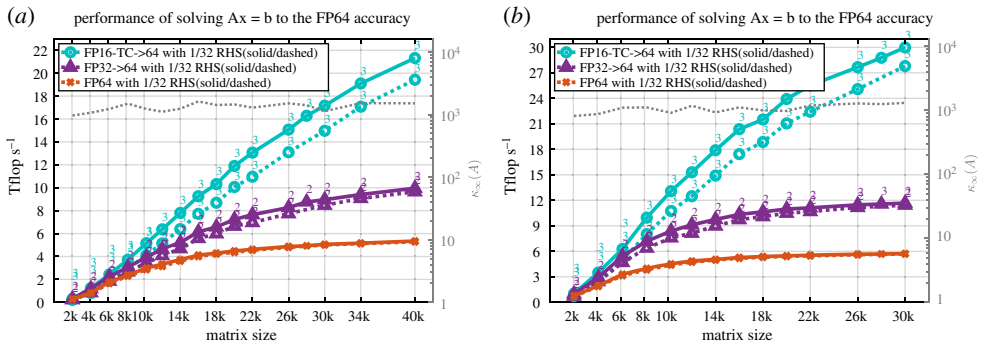 (a) performance of solving Ax = b to the FP64 accuracy
FP16-TC->64 with 1/32 RHS(solid/dashed)
FP32->64 with 1/32 RHS(solid/dashed)
FP64 with 1/32 RHS(solid/dashed)
Tflop s⁻¹
22
20
18
16
14
12
10
8
6
4
2
0
2k 4k 6k 8k 10k 14k 18k 22k 26k 30k 34k 40k
matrix size
10⁴
10³
10²
10
1
κ∞(A)
(b) performance of solving Ax = b to the FP64 accuracy
FP16-TC->64 with 1/32 RHS(solid/dashed)
FP32->64 with 1/32 RHS(solid/dashed)
FP64 with 1/32 RHS(solid/dashed)
Tflop s⁻¹
30
27
24
21
18
15
12
9
6
3
0
2k 4k 6k 8k 10k 14k 18k 22k 26k 30k
matrix size
10⁴
10³
10²
10
1
κ∞(A)